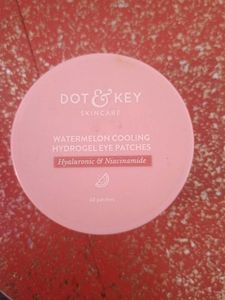 DOT & KEY
SKINCARE
WATERMELON COOLING
HYDROGEL EYE PATCHES
Hyaluronic & Niacinamide
60 patches